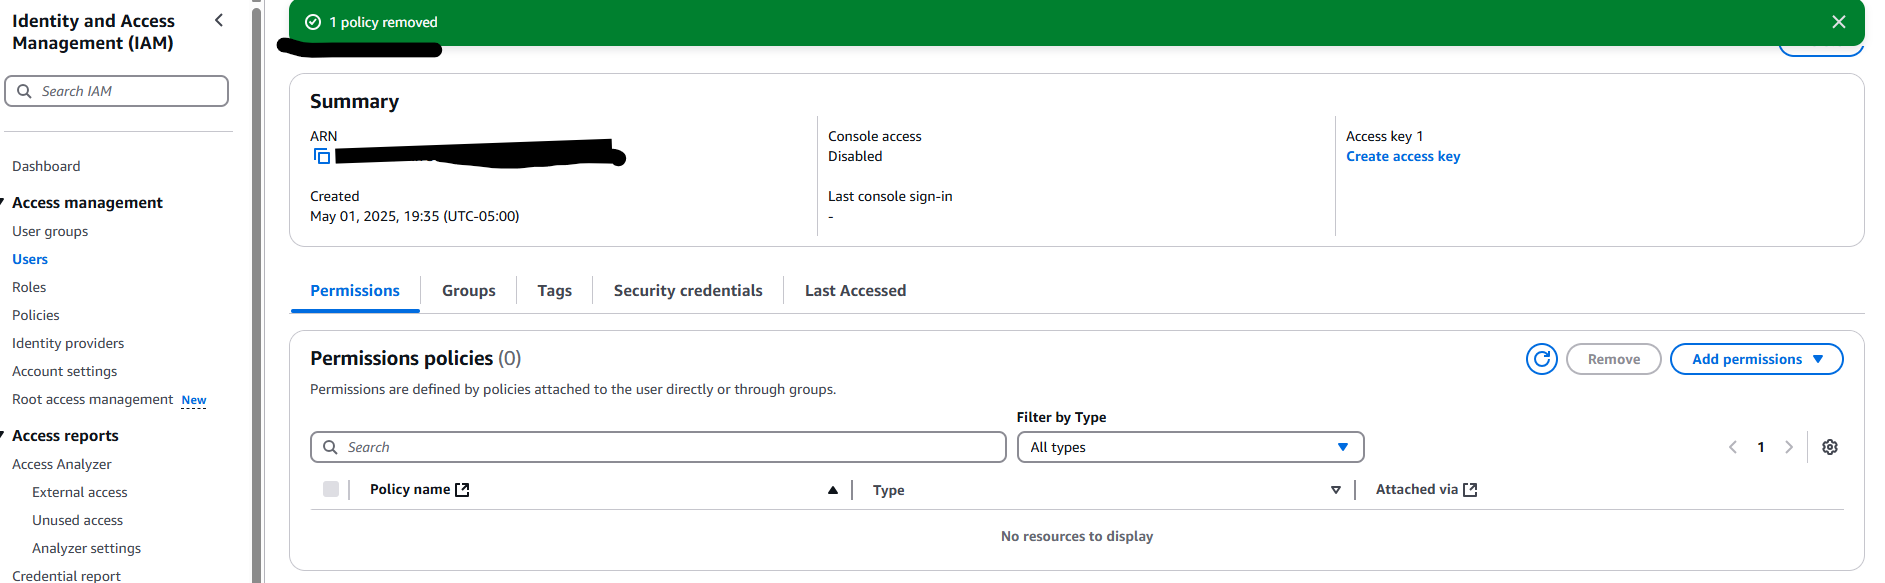 Identity and Access
Management (IAM)
Search IAM
Dashboard
Access management
User groups
Users
Roles
Policies
Identity providers
Account settings
Root access management New
Access reports
Access Analyzer
External access
Unused access
Analyzer settings
Credential report
1 policy removed
Summary
ARN
Created
May 01, 2025, 19:35 (UTC-05:00)
Console access
Disabled
Last console sign-in
-
Access key 1
Create access key
Permissions
Groups
Tags
Security credentials
Last Accessed
Permissions policies (0)
Remove
Add permissions
Permissions are defined by policies attached to the user directly or through groups.
Filter by Type
Search
All types
1
Policy name
Type
Attached via
No resources to display